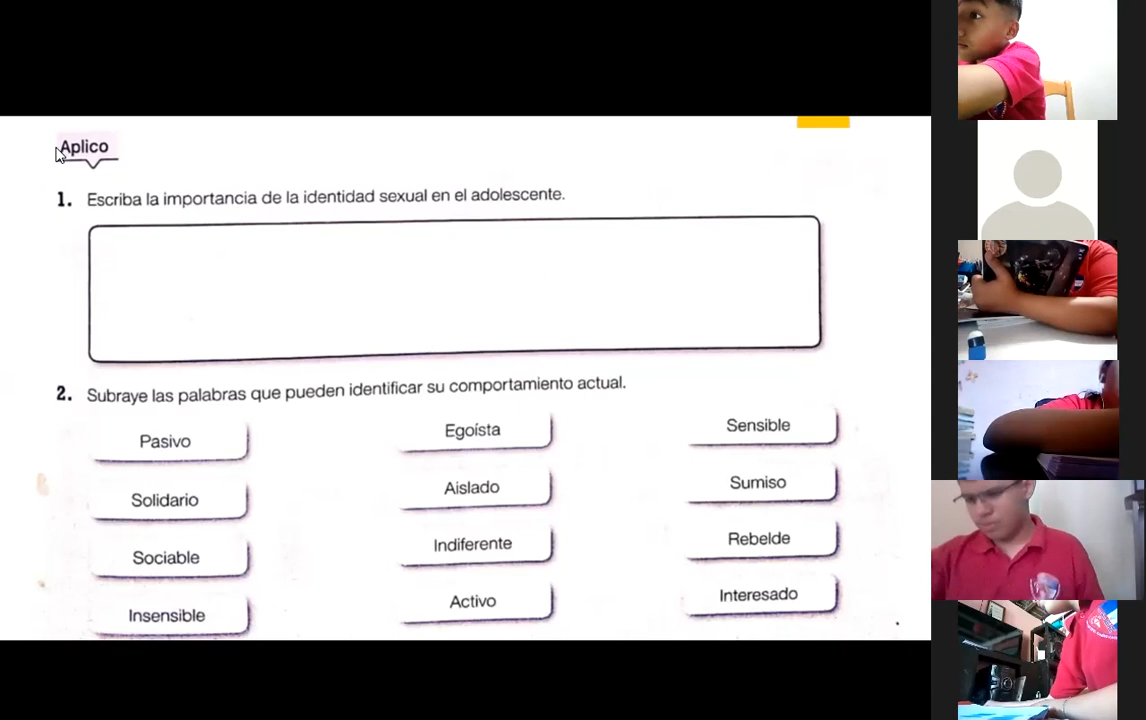 Aplico
1. Escriba la importancia de la identidad sexual en el adolescente.
2. Subraye las palabras que pueden identificar su comportamiento actual.
Pasivo Egoísta Sensible
Solidario Aislado Sumiso
Sociable Indiferente Rebelde
Insensible Activo Interesado